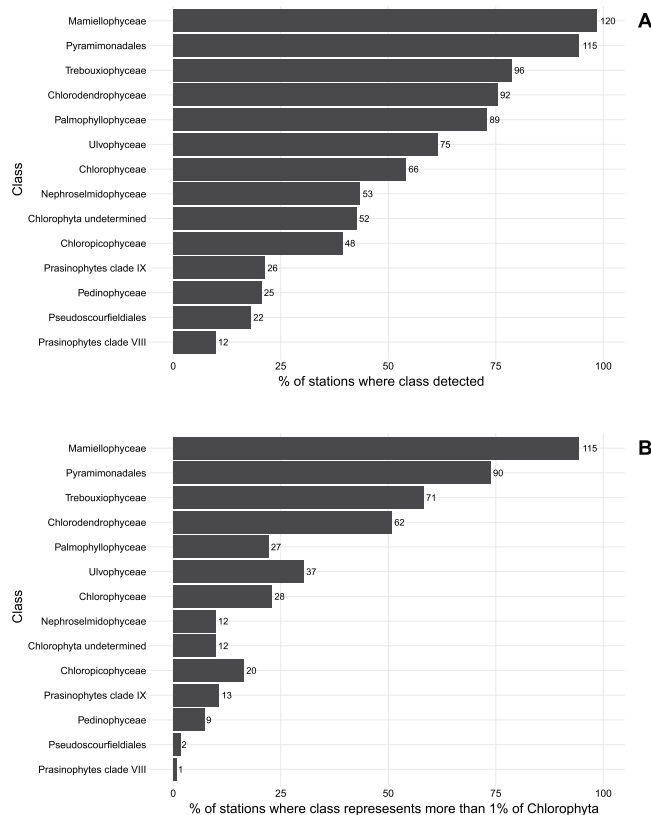 A
Class
Mamiellophyceae 120
Pyramimonadales 115
Trebouxiophyceae 96
Chlorodendrophyceae 92
Palmophyllophyceae 89
Ulvophyceae 75
Chlorophyceae 66
Nephroselmidophyceae 53
Chlorophyta undetermined 52
Chloropicophyceae 48
Prasinophytes clade IX 26
Pedinophyceae 25
Pseudoscourfieldiales 22
Prasinophytes clade VIII 12
0 25 50 75 100
% of stations where class detected
B
Class
Mamiellophyceae 115
Pyramimonadales 90
Trebouxiophyceae 71
Chlorodendrophyceae 62
Palmophyllophyceae 27
Ulvophyceae 37
Chlorophyceae 28
Nephroselmidophyceae 12
Chlorophyta undetermined 12
Chloropicophyceae 20
Prasinophytes clade IX 13
Pedinophyceae 9
Pseudoscourfieldiales 2
Prasinophytes clade VIII 1
0 25 50 75 100
% of stations where class represesents more than 1% of Chlorophyta